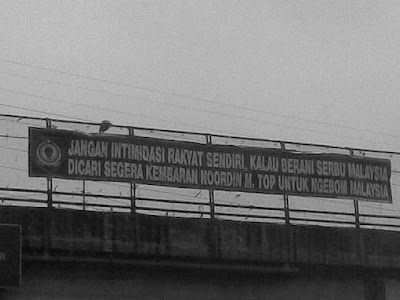 JANGAN INTIMIDASI RAKYAT SENDIRI, KALAU BERANI SERBU MALAYSIA
DICARI SEGERA KEMBARAN NOORDIN M. TOP UNTUK NGEBOM MALAYSIA